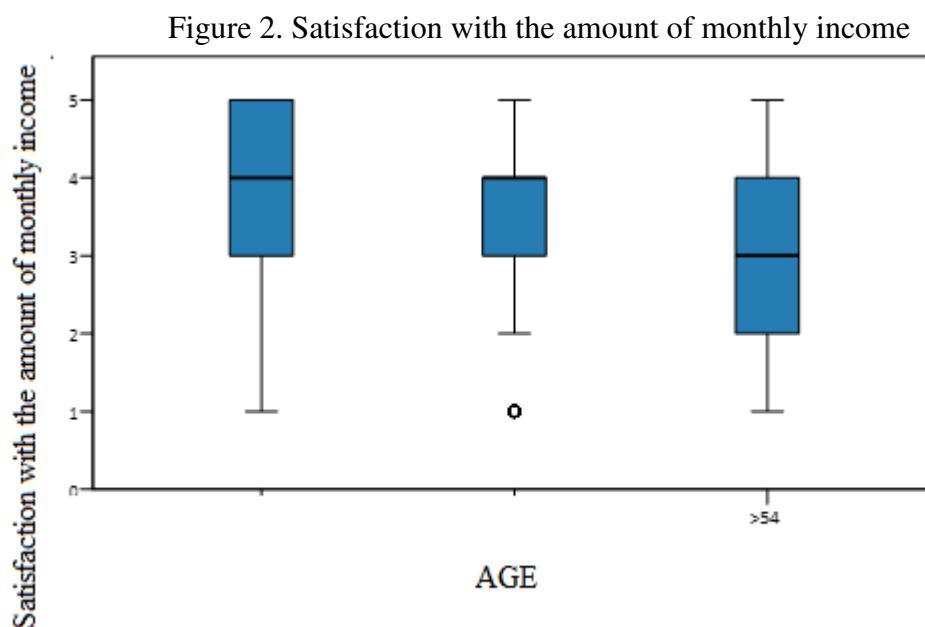 Figure 2. Satisfaction with the amount of monthly income
Satisfaction with the amount of monthly income
5
4
3
2
1
0
>54
AGE